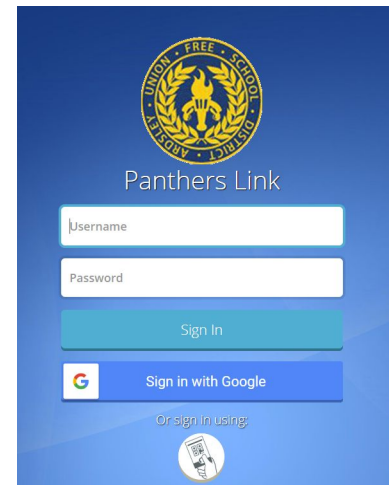 ARDSLEY · UNION · FREE · SCHOOL · DISTRICT
Panthers Link
Username
Password
Sign In
G
Sign in with Google
Or sign in using: